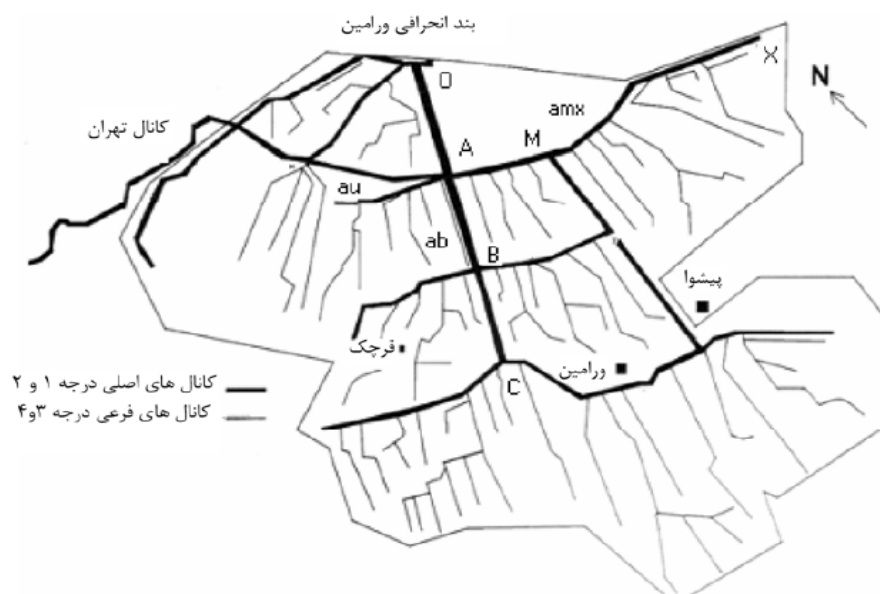 بند انحرافی ورامین
O
X
N
کانال تهران
amx
M
A
au
ab
B
پیشوا
قرچک
ورامین
C
کانال های اصلی درجه ۱ و ۲
کانال های فرعی درجه ۳و۴